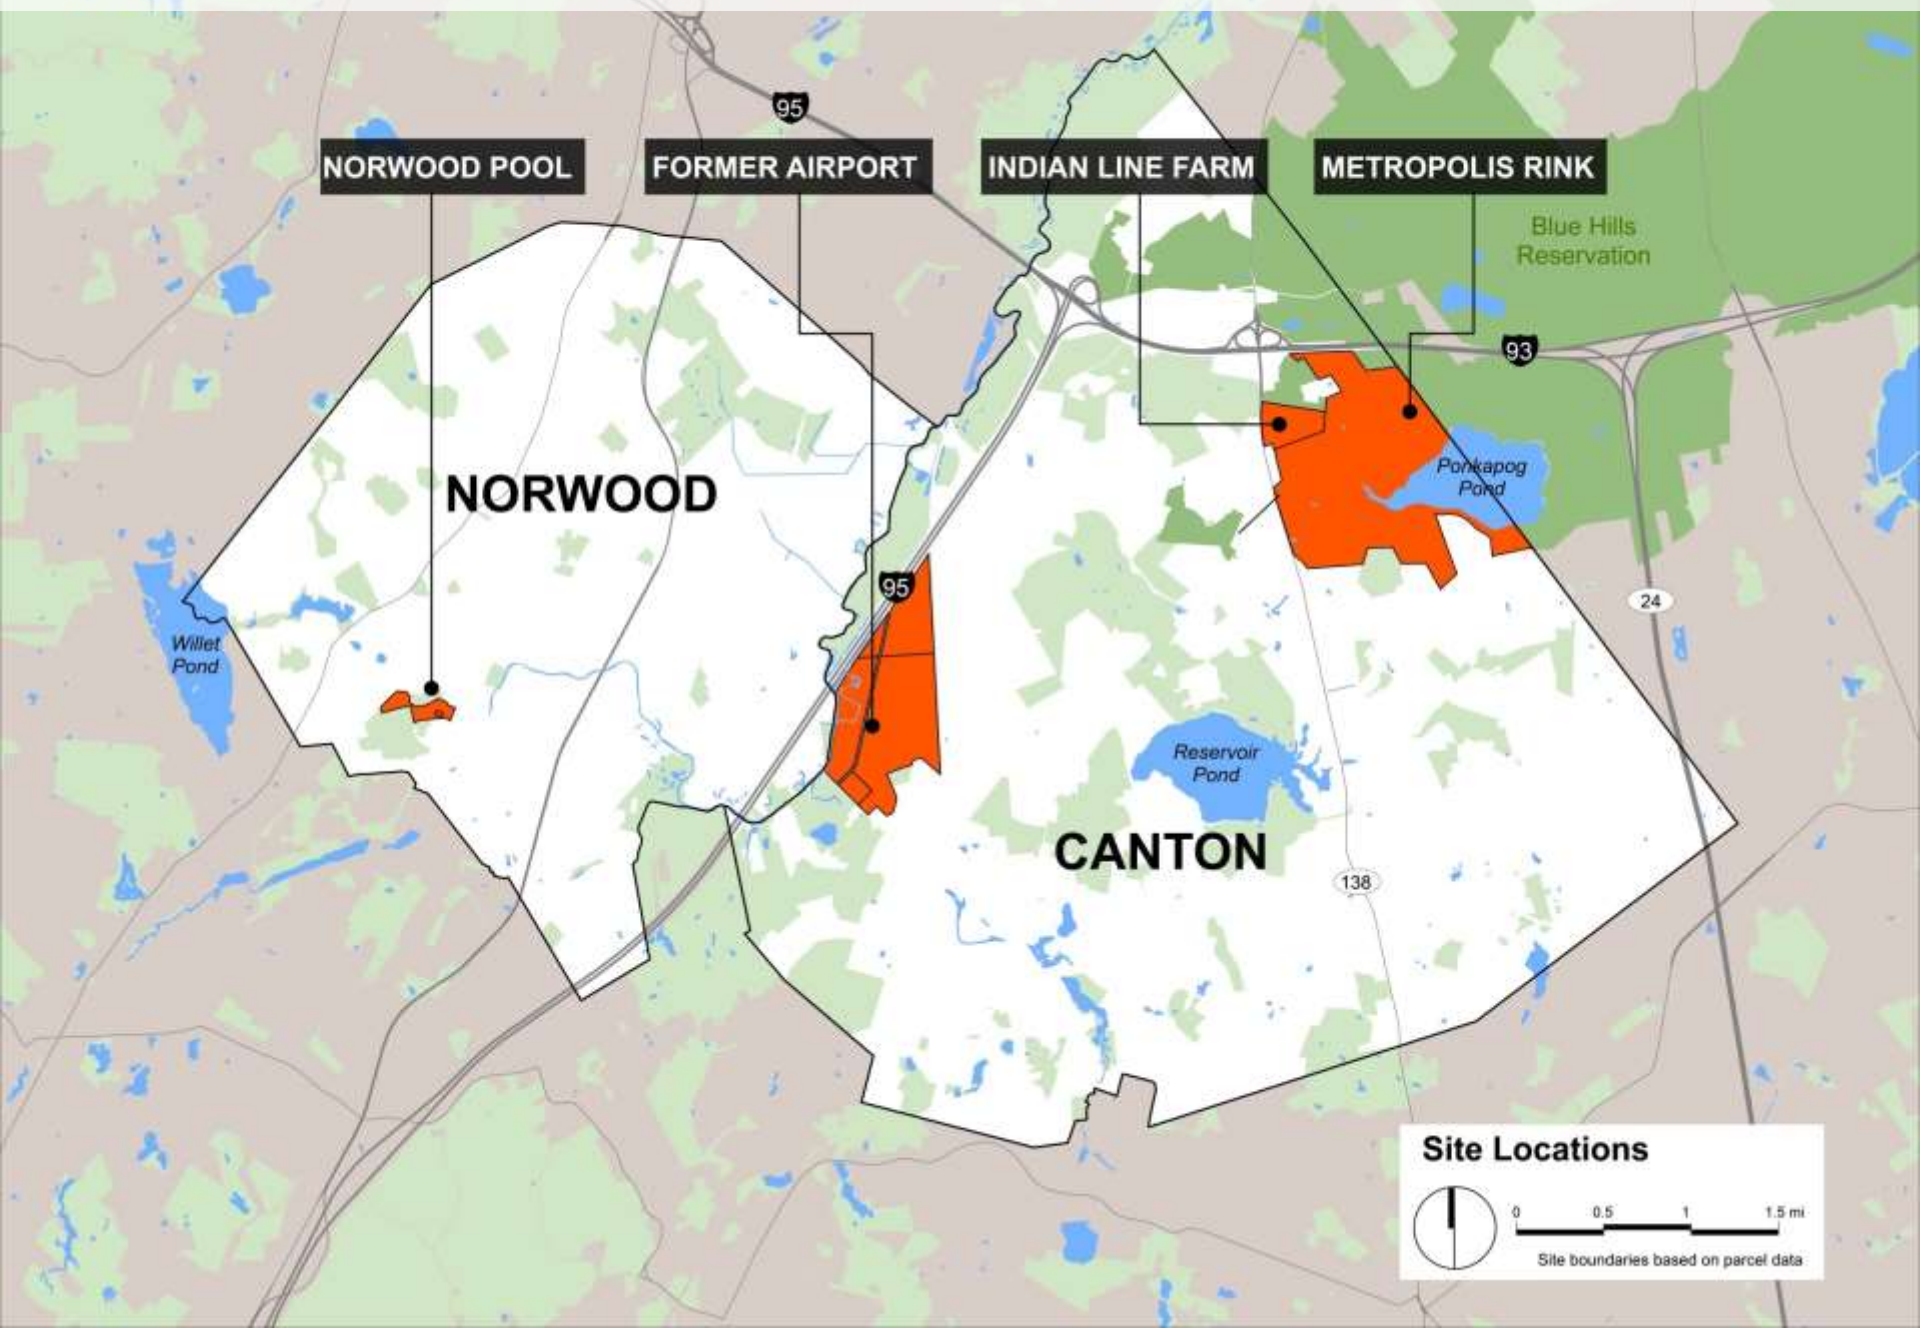 95
NORWOOD POOL
FORMER AIRPORT
INDIAN LINE FARM
METROPOLIS RINK
Blue Hills
Reservation
93
Ponkapog
Pond
NORWOOD
95
24
Willet
Pond
Reservoir
Pond
CANTON
138
Site Locations
0 0.5 1 1.5 mi
Site boundaries based on parcel data